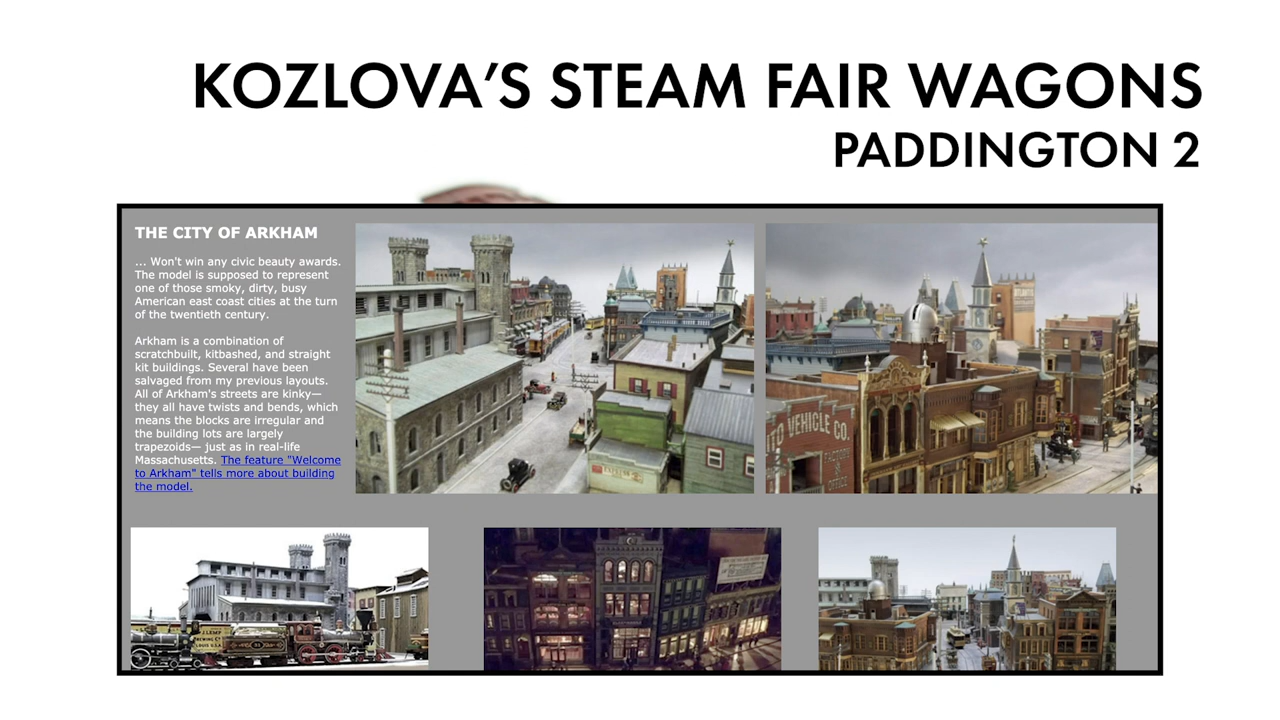 KOZLOVA'S STEAM FAIR WAGONS
PADDINGTON 2
THE CITY OF ARKHAM
... Won't win any civic beauty awards.
The model is supposed to represent
one of those smoky, dirty, busy
American east coast cities at the turn
of the twentieth century.
Arkham is a combination of
scratchbuilt, kitbashed, and straight
kit buildings. Several have been
salvaged from my previous layouts.
All of Arkham's streets are kinky—
they all have twists and bends, which
means the blocks are irregular and
the building lots are largely
trapezoids— just as in real-life
Massachusetts. The feature "Welcome
to Arkham" tells more about building
the model.
VEHICLE CO.
FACTORY
&
OFFICE